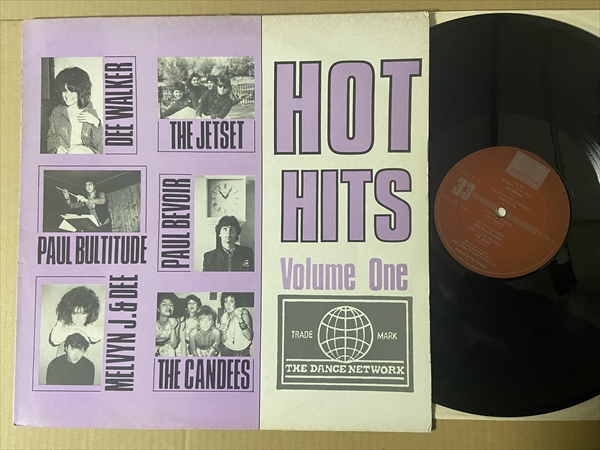 DEE WALKER
THE JETSET
PAUL BULTITUDE
PAUL BEVOIR
MELVYN J. & DEE
THE CANDEES
HOT
HITS
Volume One
TRADE MARK
THE DANCE NETWORK
33